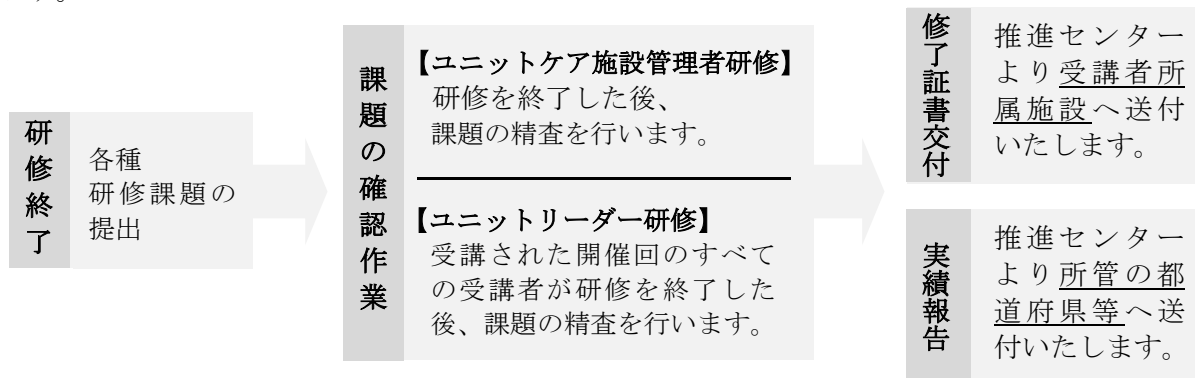 す。
研修終了
各種
研修課題の
提出
課題の確認作業
【ユニットケア施設管理者研修】
研修を終了した後、
課題の精査を行います。
【ユニットリーダー研修】
受講された開催回のすべて
の受講者が研修を終了した
後、課題の精査を行います。
修了証書交付
推進センター
より受講者所
属施設へ送付
いたします。
実績報告
推進センター
より所管の都
道府県等へ送
付いたします。